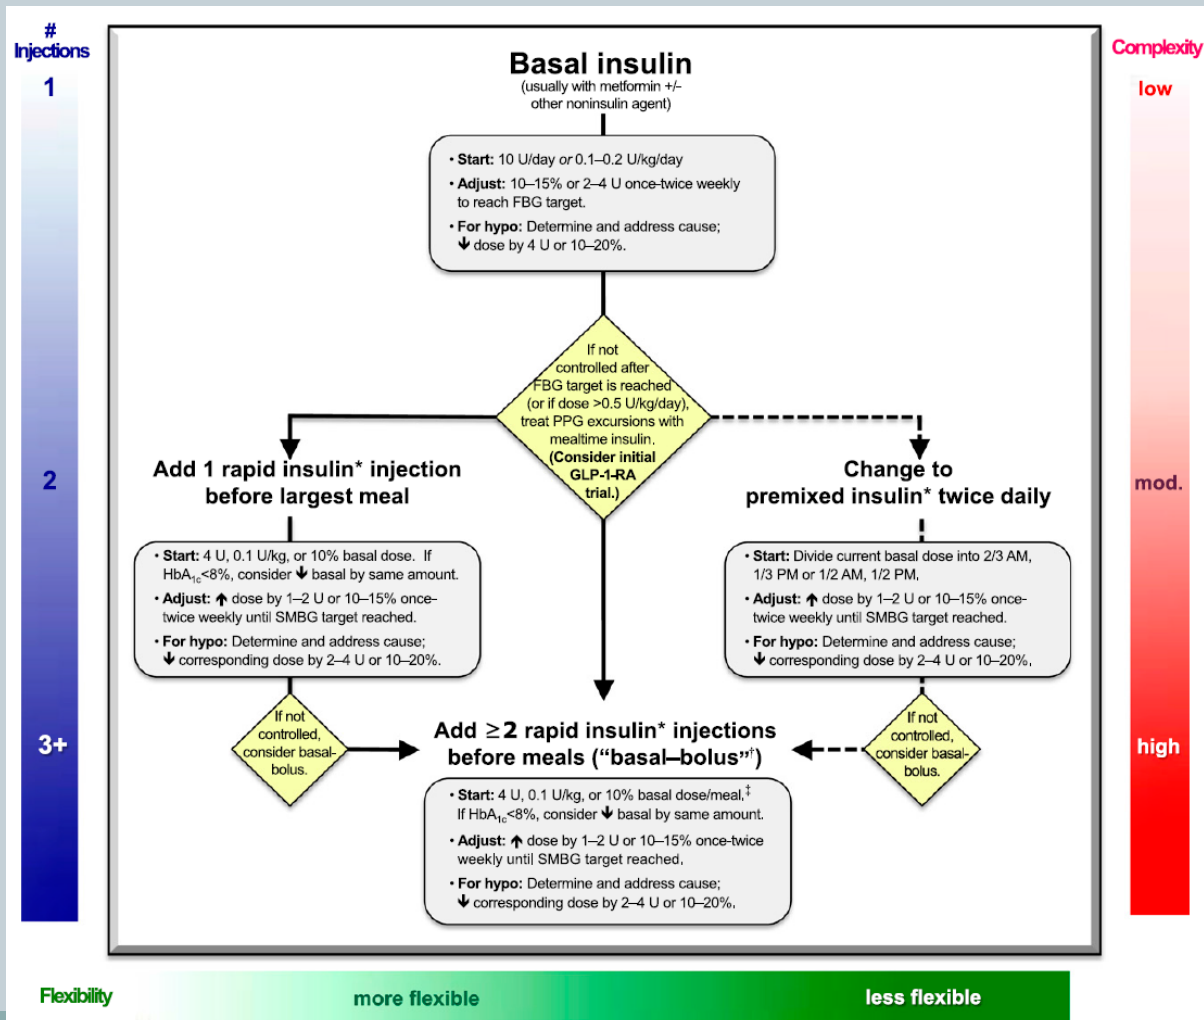 #
Injections
1
2
3+
Complexity
low
mod.
high
Basal insulin
(usually with metformin +/-
other noninsulin agent)
• Start: 10 U/day or 0.1–0.2 U/kg/day
• Adjust: 10–15% or 2–4 U once-twice weekly
to reach FBG target.
• For hypo: Determine and address cause;
↓ dose by 4 U or 10–20%.
If not
controlled after
FBG target is reached
(or if dose >0.5 U/kg/day),
treat PPG excursions with
mealtime insulin.
(Consider initial
GLP-1-RA
trial.)
Add 1 rapid insulin* injection
before largest meal
• Start: 4 U, 0.1 U/kg, or 10% basal dose. If
HbA1c<8%, consider ↓ basal by same amount.
• Adjust: ↑ dose by 1–2 U or 10–15% once-
twice weekly until SMBG target reached.
• For hypo: Determine and address cause;
↓ corresponding dose by 2–4 U or 10–20%.
If not
controlled,
consider basal-
bolus.
Change to
premixed insulin* twice daily
• Start: Divide current basal dose into 2/3 AM,
1/3 PM or 1/2 AM, 1/2 PM.
• Adjust: ↑ dose by 1–2 U or 10–15% once-
twice weekly until SMBG target reached.
• For hypo: Determine and address cause;
↓ corresponding dose by 2–4 U or 10–20%.
If not
controlled,
consider basal-
bolus.
Add ≥2 rapid insulin* injections
before meals ("basal–bolus"†)
• Start: 4 U, 0.1 U/kg, or 10% basal dose/meal.‡
If HbA1c<8%, consider ↓ basal by same amount.
• Adjust: ↑ dose by 1–2 U or 10–15% once-twice
weekly until SMBG target reached.
• For hypo: Determine and address cause;
↓ corresponding dose by 2–4 U or 10–20%.
Flexibility
more flexible
less flexible